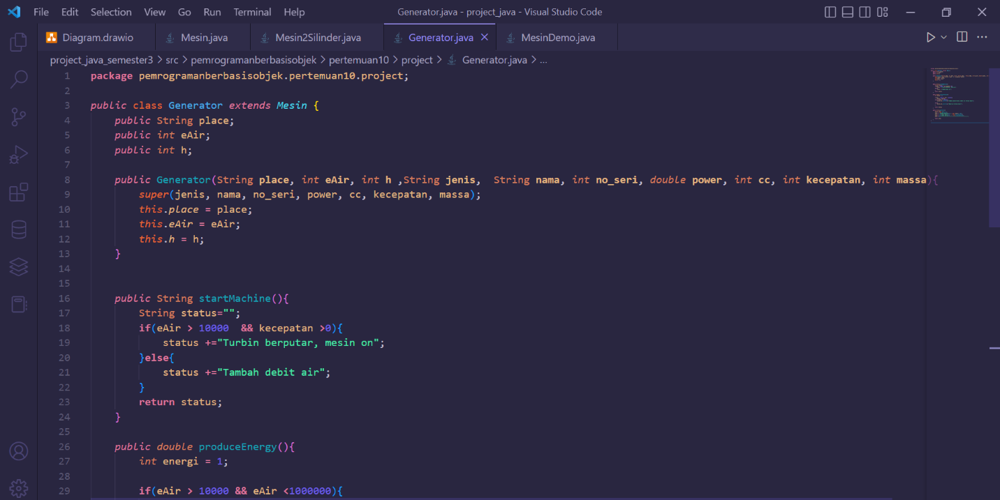 File Edit Selection View Go Run Terminal Help Generator.java - project_java - Visual Studio Code
Diagram.drawio Mesin.java Mesin2Silinder.java Generator.java MesinDemo.java
project_java_semester3 > src > pemrogramanberbasisobjek > pertemuan10 > project > Generator.java > ...
1 package pemrogramanberbasisobjek.pertemuan10.project;
2
3 public class Generator extends Mesin {
4 public String place;
5 public int eAir;
6 public int h;
7
8 public Generator(String place, int eAir, int h ,String jenis,  String nama, int no_seri, double power, int cc, int kecepatan, int massa){
9 super(jenis, nama, no_seri, power, cc, kecepatan, massa);
10 this.place = place;
11 this.eAir = eAir;
12 this.h = h;
13 }
14
15
16 public String startMachine(){
17 String status="";
18 if(eAir > 10000  && kecepatan >0){
19 status +="Turbin berputar, mesin on";
20 }else{
21 status +="Tambah debit air";
22 }
23 return status;
24 }
25
26 public double produceEnergy(){
27 int energi = 1;
28
29 if(eAir > 10000 && eAir <1000000){